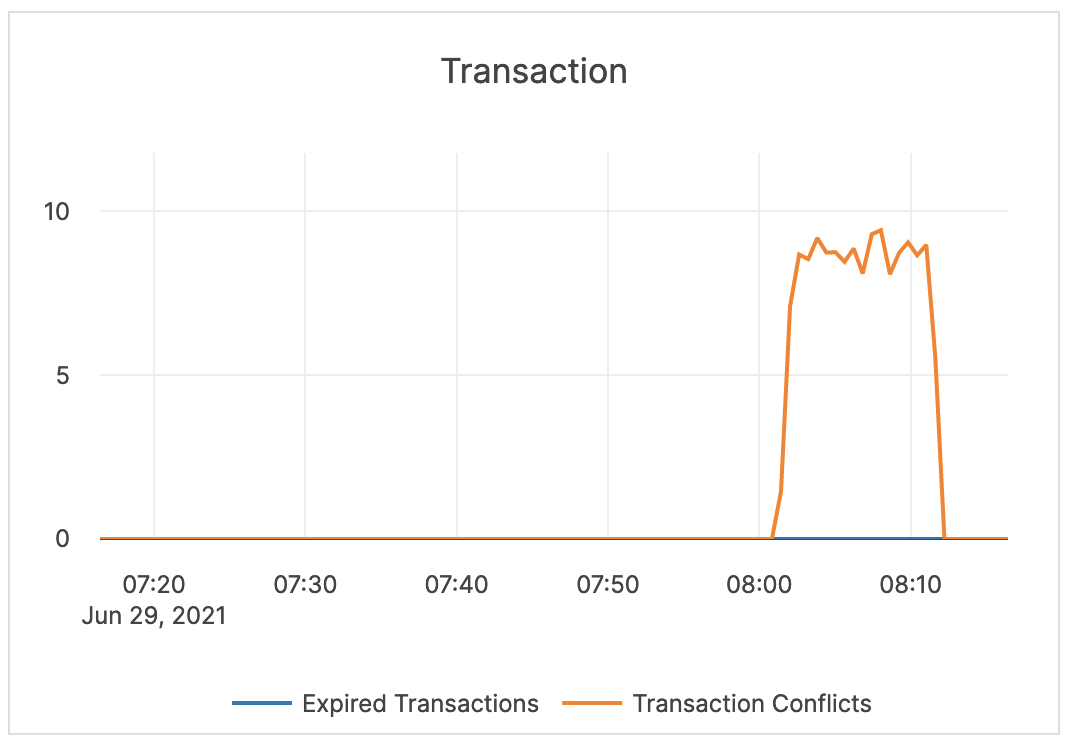 Transaction
10
5
0
07:20 07:30 07:40 07:50 08:00 08:10
Jun 29, 2021
Expired Transactions Transaction Conflicts